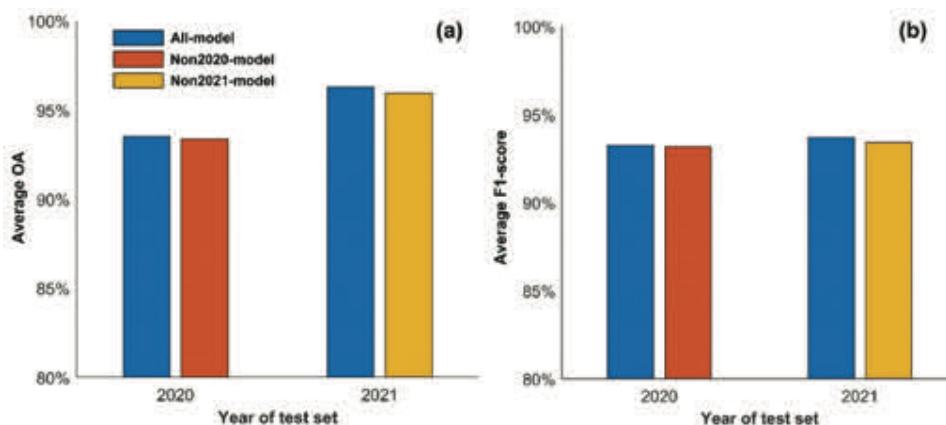 100%
95%
90%
85%
80%
Average OA
All-model
Non2020-model
Non2021-model
(a)
2020
2021
Year of test set
100%
95%
90%
85%
80%
Average F1-score
(b)
2020
2021
Year of test set